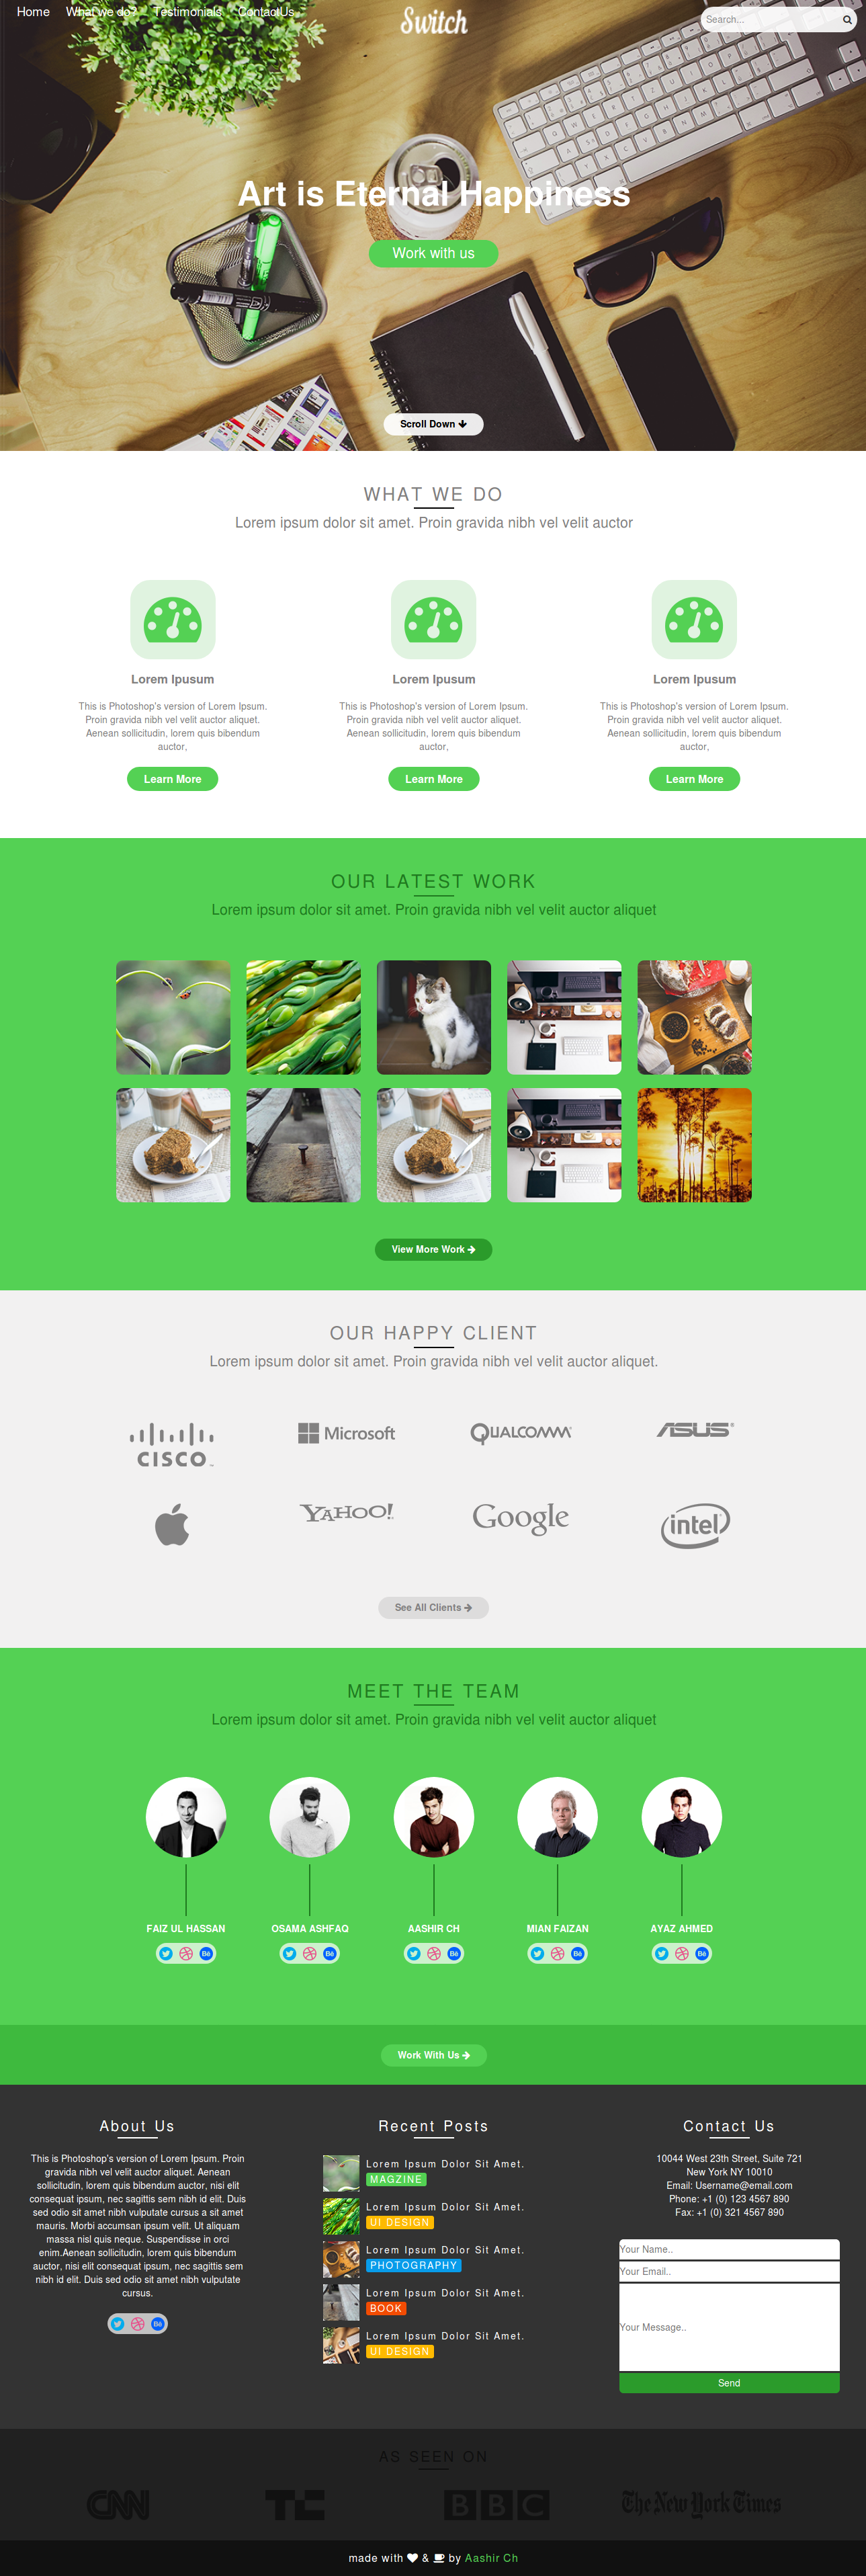 Home What we do? Testimonials ContactUs
Switch
Search...
Art is Eternal Happiness
Work with us
Scroll Down
WHAT WE DO
Lorem ipsum dolor sit amet. Proin gravida nibh vel velit auctor
Lorem Ipusum
This is Photoshop's version of Lorem Ipsum.
Proin gravida nibh vel velit auctor aliquet.
Aenean sollicitudin, lorem quis bibendum
auctor,
Learn More
Lorem Ipusum
This is Photoshop's version of Lorem Ipsum.
Proin gravida nibh vel velit auctor aliquet.
Aenean sollicitudin, lorem quis bibendum
auctor,
Learn More
Lorem Ipusum
This is Photoshop's version of Lorem Ipsum.
Proin gravida nibh vel velit auctor aliquet.
Aenean sollicitudin, lorem quis bibendum
auctor,
Learn More
OUR LATEST WORK
Lorem ipsum dolor sit amet. Proin gravida nibh vel velit auctor aliquet
View More Work
OUR HAPPY CLIENT
Lorem ipsum dolor sit amet. Proin gravida nibh vel velit auctor aliquet.
CISCO
Microsoft
QUALCOMM
ASUS
YAHOO!
Google
intel
See All Clients
MEET THE TEAM
Lorem ipsum dolor sit amet. Proin gravida nibh vel velit auctor aliquet
FAIZ UL HASSAN
Bē
OSAMA ASHFAQ
Bē
AASHIR CH
Bē
MIAN FAIZAN
Bē
AYAZ AHMED
Bē
Work With Us
About Us
This is Photoshop's version of Lorem Ipsum. Proin
gravida nibh vel velit auctor aliquet. Aenean
sollicitudin, lorem quis bibendum auctor, nisi elit
consequat ipsum, nec sagittis sem nibh id elit. Duis
sed odio sit amet nibh vulputate cursus a sit amet
mauris. Morbi accumsan ipsum velit. Ut aliquam
massa nisl quis neque. Suspendisse in orci
enim.Aenean sollicitudin, lorem quis bibendum
auctor, nisi elit consequat ipsum, nec sagittis sem
nibh id elit. Duis sed odio sit amet nibh vulputate
cursus.
Bē
Recent Posts
Lorem Ipsum Dolor Sit Amet.
MAGZINE
Lorem Ipsum Dolor Sit Amet.
UI DESIGN
Lorem Ipsum Dolor Sit Amet.
PHOTOGRAPHY
Lorem Ipsum Dolor Sit Amet.
BOOK
Lorem Ipsum Dolor Sit Amet.
UI DESIGN
Contact Us
10044 West 23th Street, Suite 721
New York NY 10010
Email: Username@email.com
Phone: +1 (0) 123 4567 890
Fax: +1 (0) 321 4567 890
Your Name..
Your Email..
Your Message..
Send
AS SEEN ON
CNN
TC
BBC
The New York Times
made with & by Aashir Ch